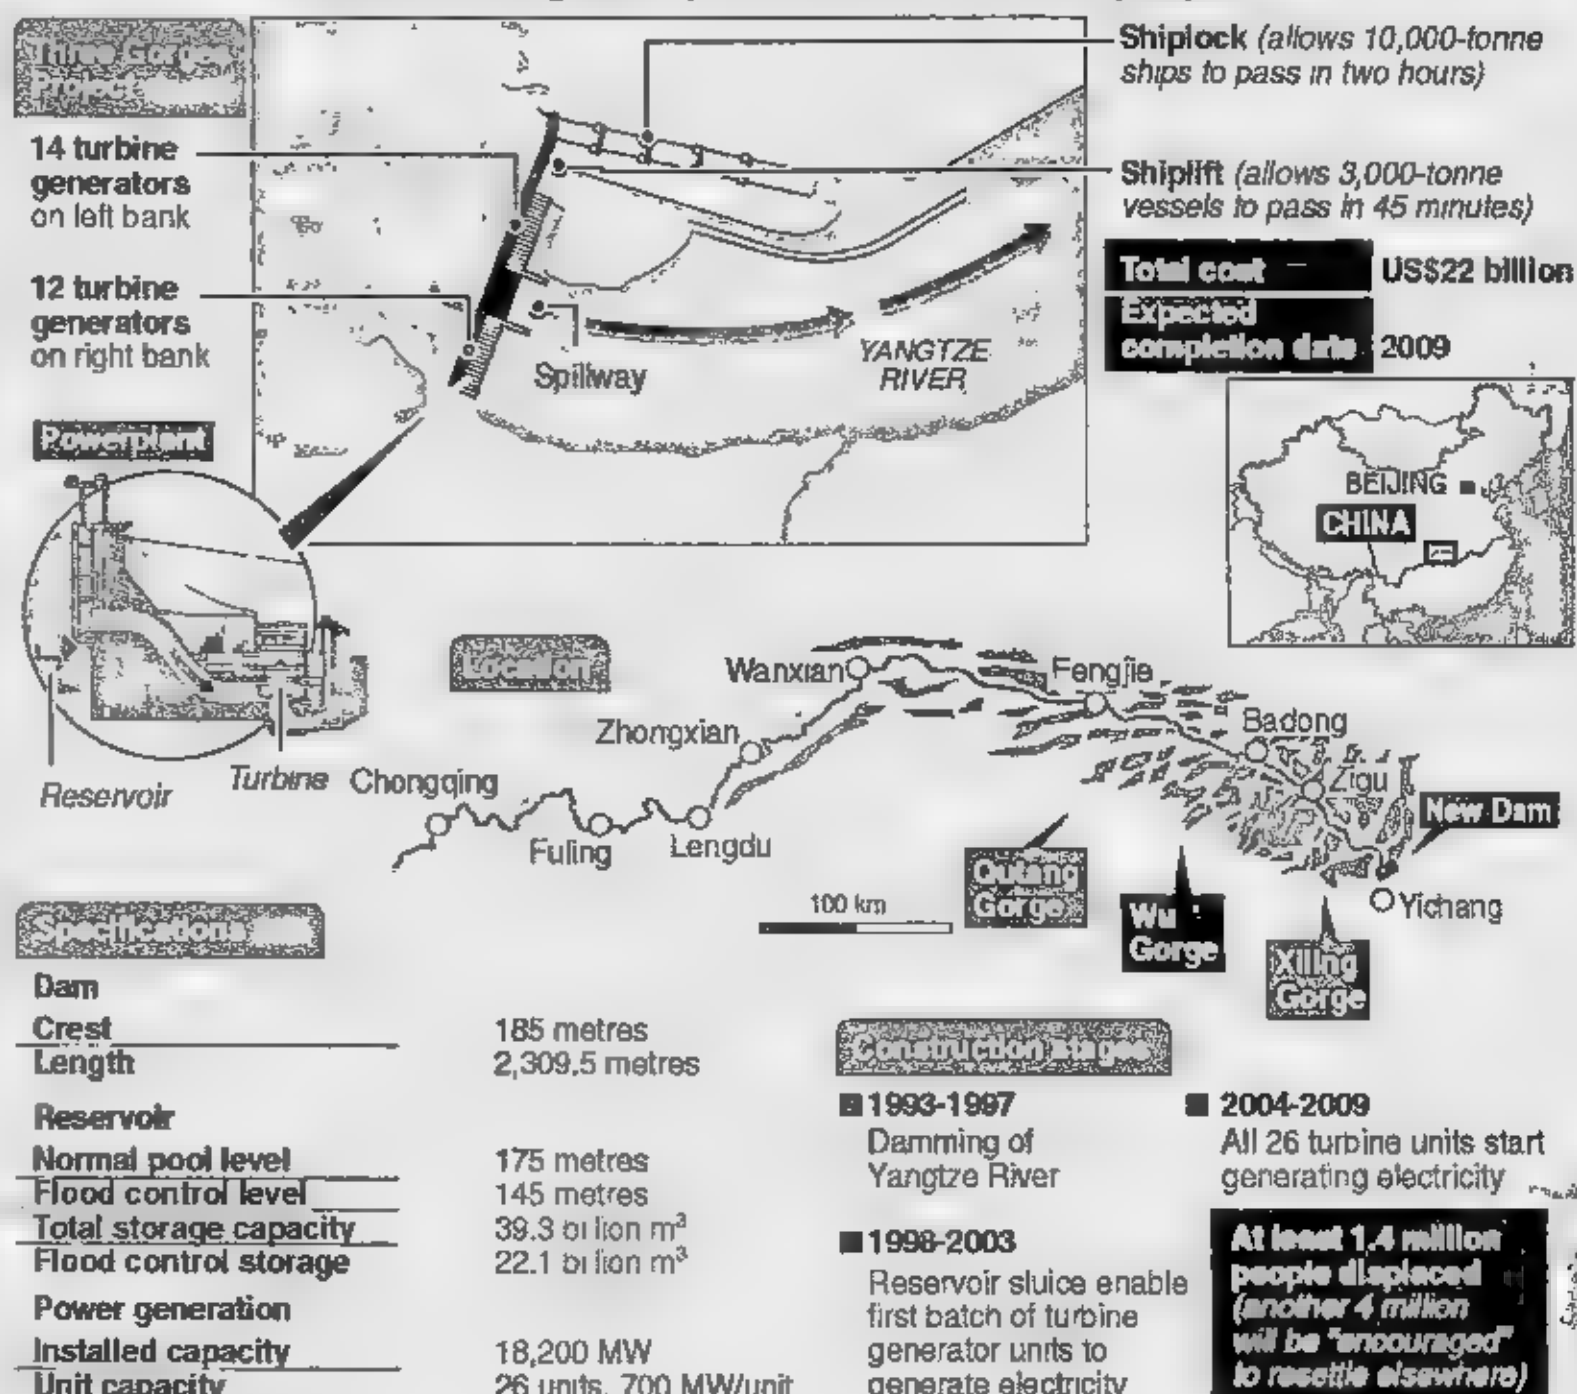 Three Gorges
Project
14 turbine
generators
on left bank
12 turbine
generators
on right bank
Shiplock (allows 10,000-tonne
ships to pass in two hours)
Shiplift (allows 3,000-tonne
vessels to pass in 45 minutes)
Total cost US$22 billion
Expected
completion date 2009
Spillway
YANGTZE
RIVER
Powerplant
Reservoir
Turbine
BEIJING
CHINA
Location
Wanxian
Fengjie
Zhongxian
Badong
Chongqing
Zigu
New Dam
Fuling
Lengdu
Qutang
Gorge
100 km
Wu
Gorge
Yichang
Xiling
Gorge
Specifications
Dam
Crest 185 metres
Length 2,309.5 metres
Reservoir
Normal pool level 175 metres
Flood control level 145 metres
Total storage capacity 39.3 billion m³
Flood control storage 22.1 billion m³
Power generation
Installed capacity 18,200 MW
Unit capacity 26 units, 700 MW/unit
Construction stages
1993-1997
Damming of
Yangtze River
1998-2003
Reservoir sluice enable
first batch of turbine
generator units to
generate electricity
2004-2009
All 26 turbine units start
generating electricity
At least 1.4 million
people displaced
(another 4 million
will be "encouraged"
to resettle elsewhere)